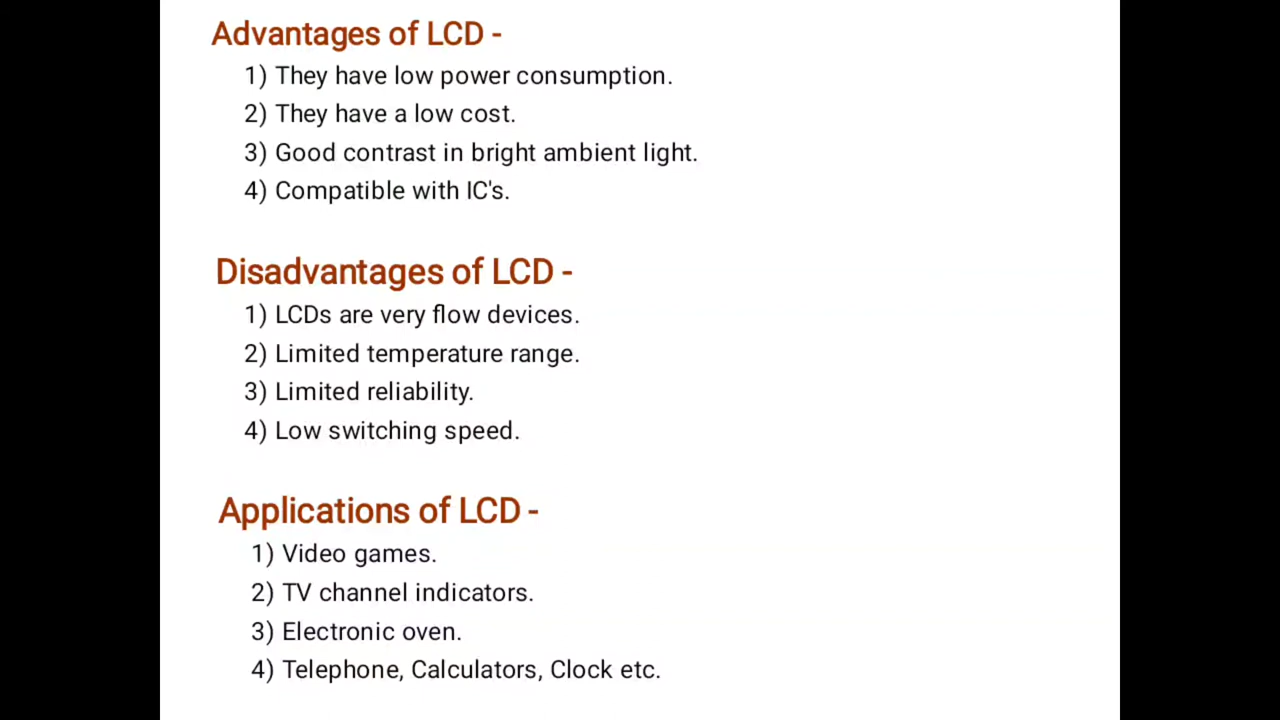 Advantages of LCD -
1) They have low power consumption.
2) They have a low cost.
3) Good contrast in bright ambient light.
4) Compatible with IC's.
Disadvantages of LCD -
1) LCDs are very flow devices.
2) Limited temperature range.
3) Limited reliability.
4) Low switching speed.
Applications of LCD -
1) Video games.
2) TV channel indicators.
3) Electronic oven.
4) Telephone, Calculators, Clock etc.